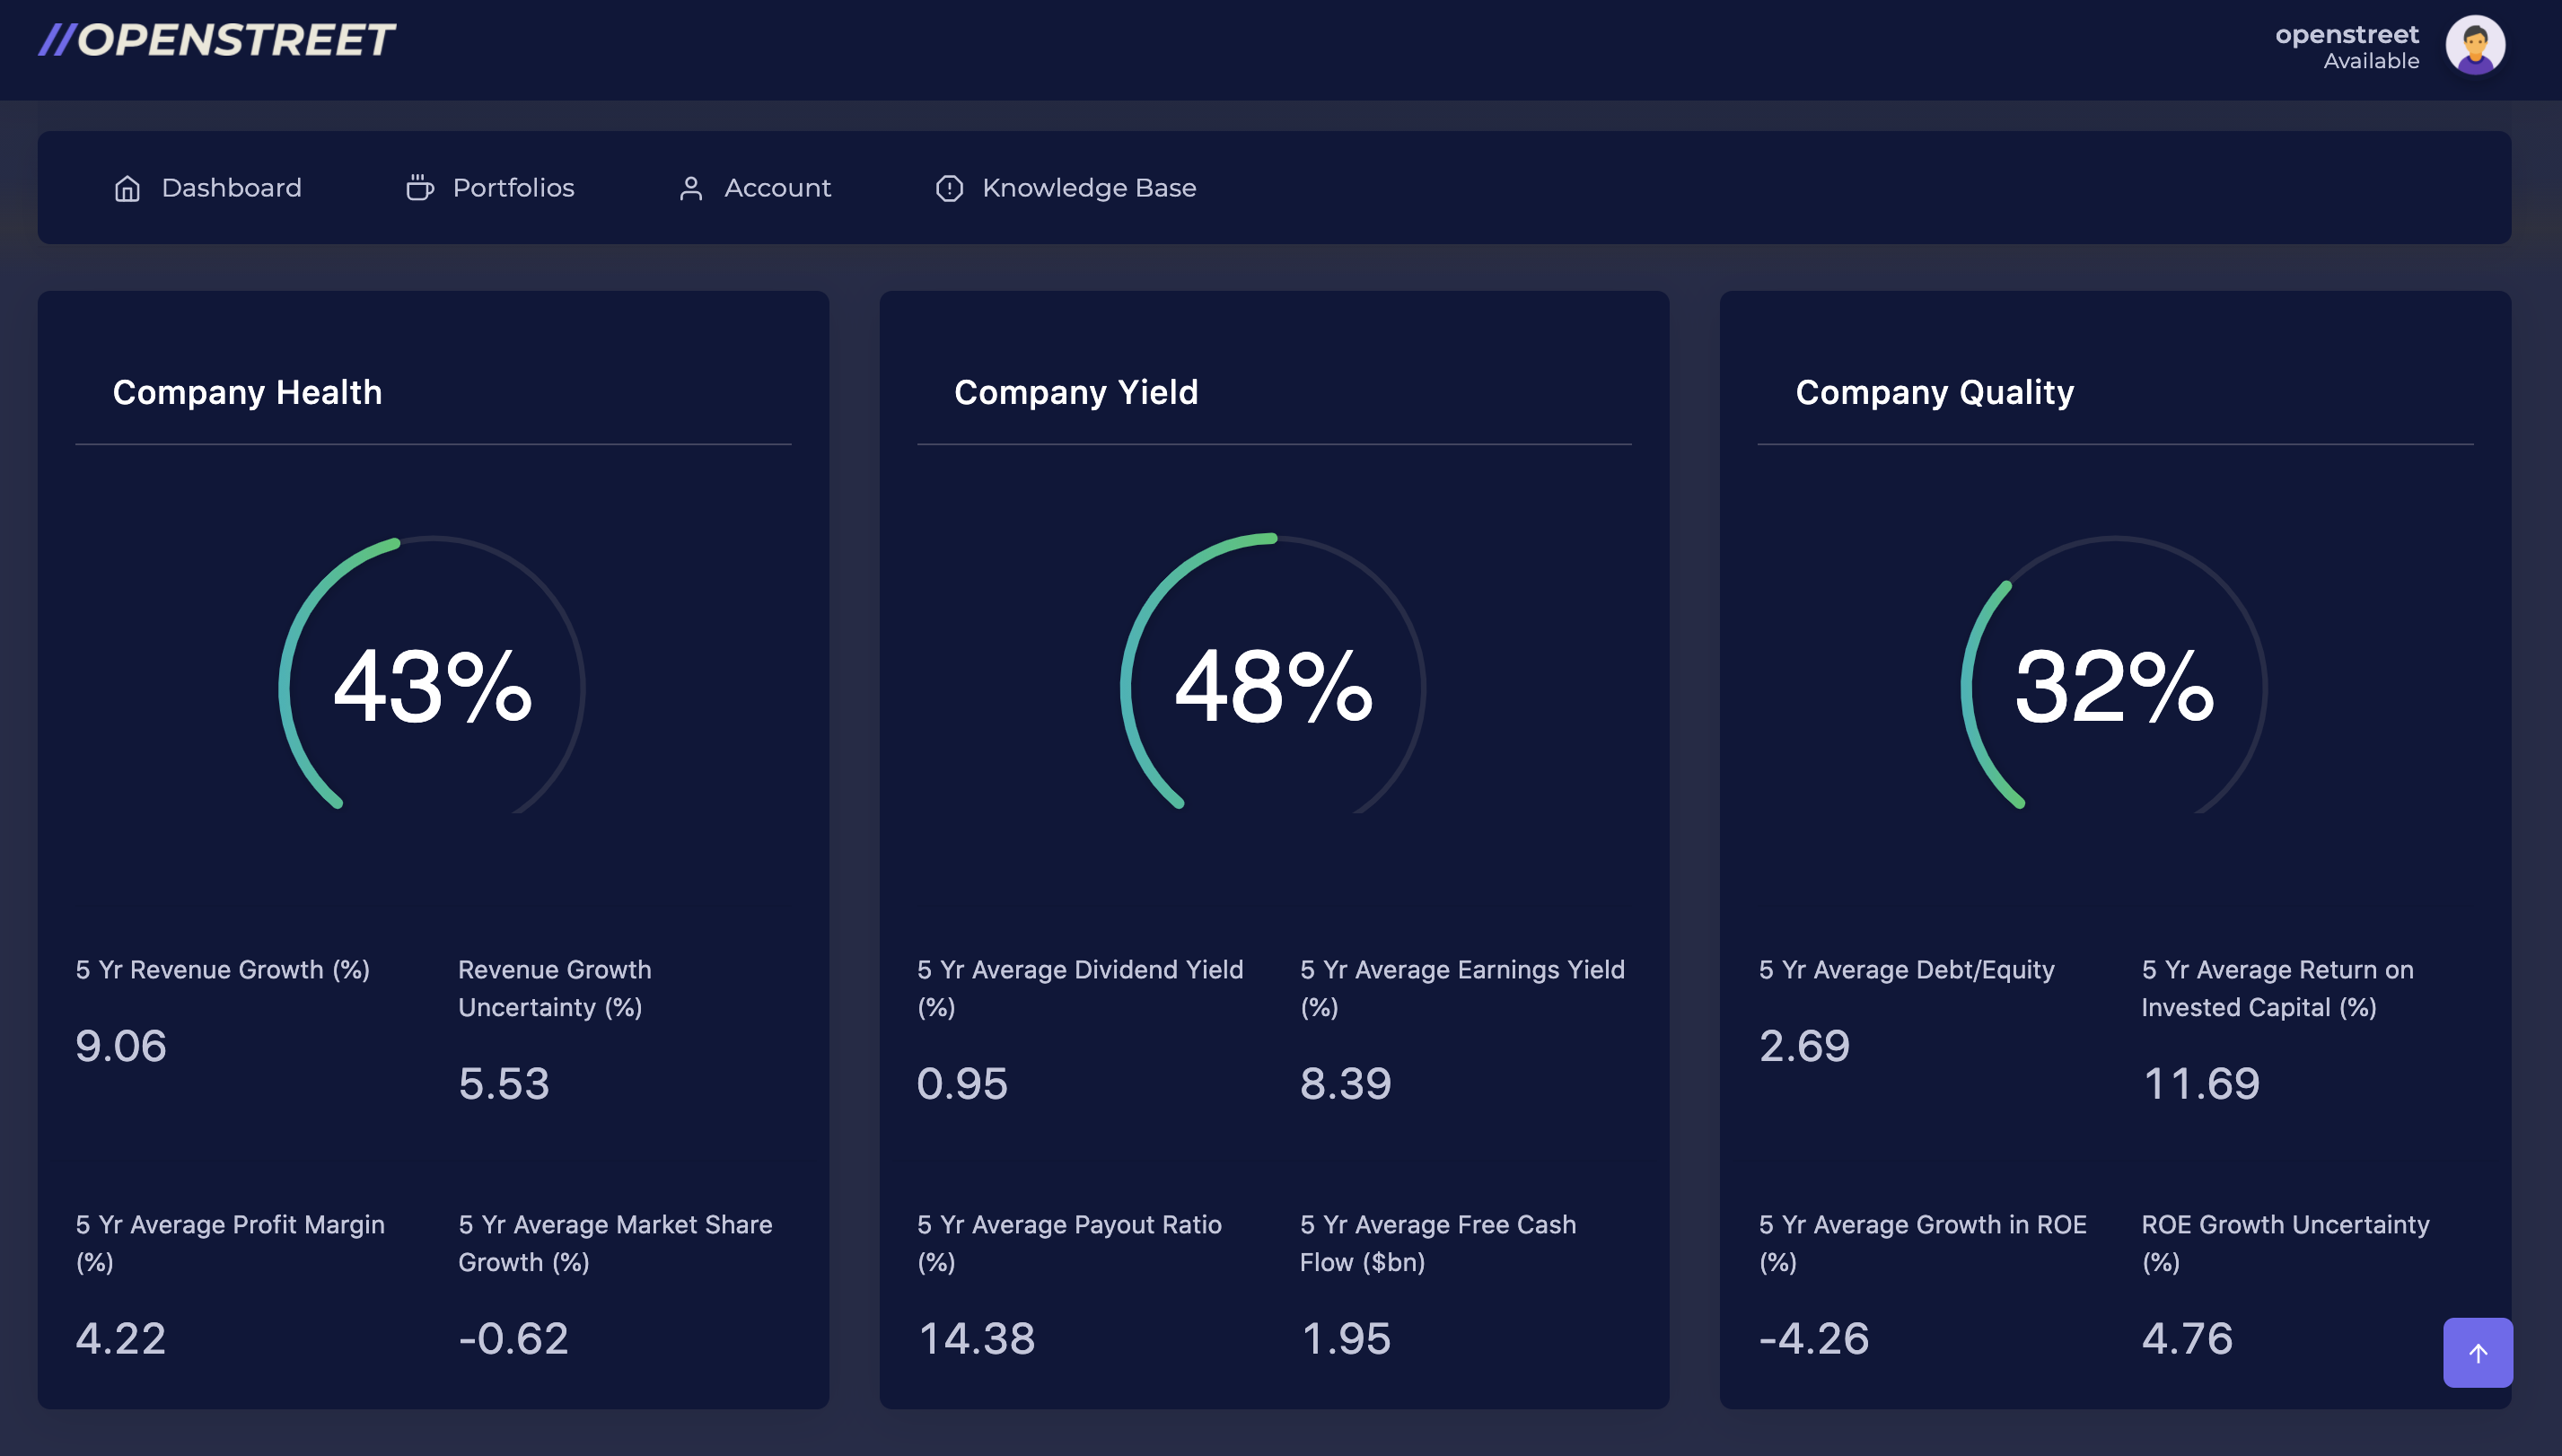 //OPENSTREET
openstreet
Available
Dashboard
Portfolios
Account
Knowledge Base
Company Health
43%
5 Yr Revenue Growth (%)
9.06
Revenue Growth
Uncertainty (%)
5.53
5 Yr Average Profit Margin
(%)
4.22
5 Yr Average Market Share
Growth (%)
-0.62
Company Yield
48%
5 Yr Average Dividend Yield
(%)
0.95
5 Yr Average Earnings Yield
(%)
8.39
5 Yr Average Payout Ratio
(%)
14.38
5 Yr Average Free Cash
Flow ($bn)
1.95
Company Quality
32%
5 Yr Average Debt/Equity
2.69
5 Yr Average Return on
Invested Capital (%)
11.69
5 Yr Average Growth in ROE
(%)
-4.26
ROE Growth Uncertainty
(%)
4.76